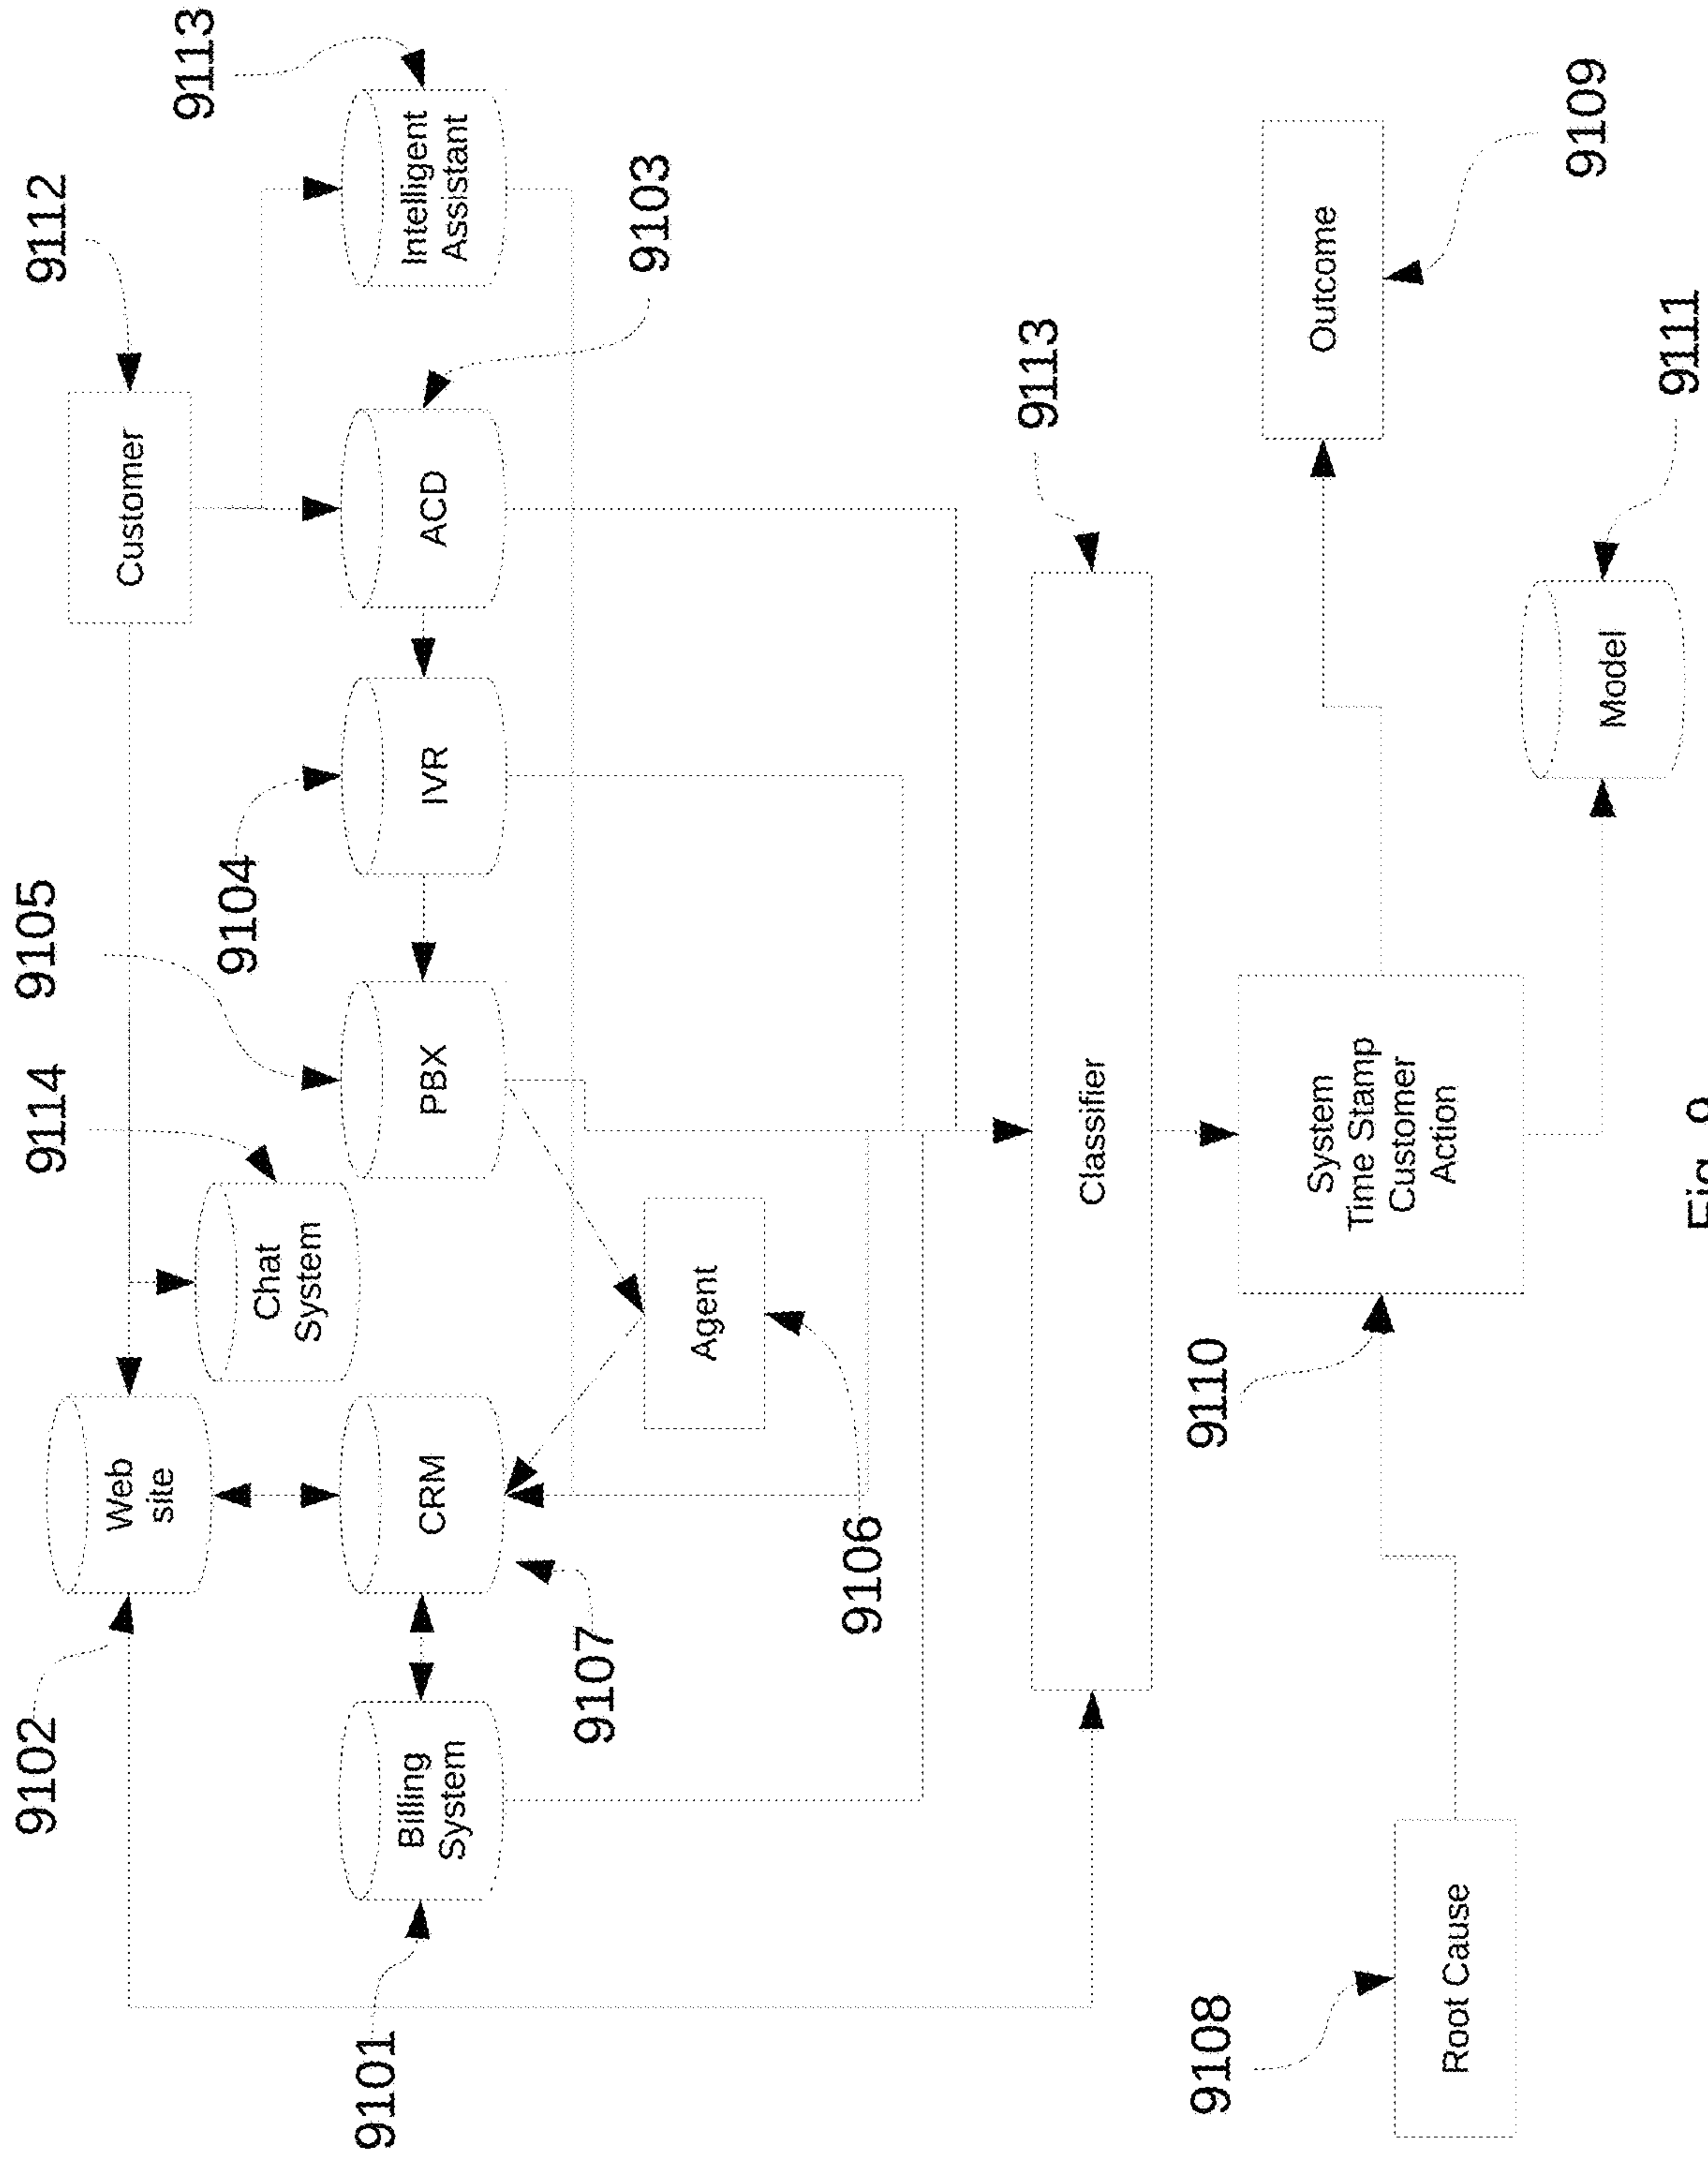 9102
9114
9105
9112
Web
site
Customer
9113
9104
Chat
System
9101
Billing
System
CRM
PBX
IVR
ACD
Intelligent
Assistant
9107
9103
Agent
9106
9113
Classifier
9108
9110
System
Time Stamp
Customer
Action
Outcome
Root Cause
9109
Model
9111
Fig. 9